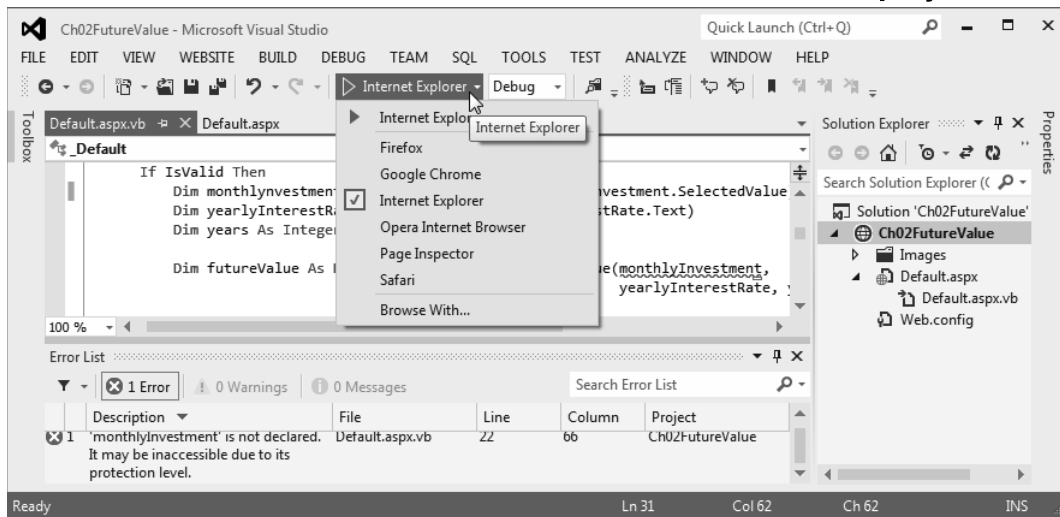 Ch02FutureValue - Microsoft Visual Studio Quick Launch (Ctrl+Q)
FILE EDIT VIEW WEBSITE BUILD DEBUG TEAM SQL TOOLS TEST ANALYZE WINDOW HELP
Internet Explorer Debug
Toolbox
Default.aspx.vb Default.aspx
_Default
If IsValid Then
Dim monthlynvestment vestment.SelectedValue
Dim yearlyInterestRa stRate.Text)
Dim years As Integer
Dim futureValue As ue(monthlyInvestment,
yearlyInterestRate,
100 %
Internet Explor
Internet Explorer
Firefox
Google Chrome
Internet Explorer
Opera Internet Browser
Page Inspector
Safari
Browse With...
Solution Explorer
Search Solution Explorer (
Solution 'Ch02FutureValue'
Ch02FutureValue
Images
Default.aspx
Default.aspx.vb
Web.config
Properties
Error List
1 Error 0 Warnings 0 Messages Search Error List
Description File Line Column Project
1 'monthlyInvestment' is not declared. Default.aspx.vb 22 66 Ch02FutureValue
It may be inaccessible due to its
protection level.
Ready Ln 31 Col 62 Ch 62 INS